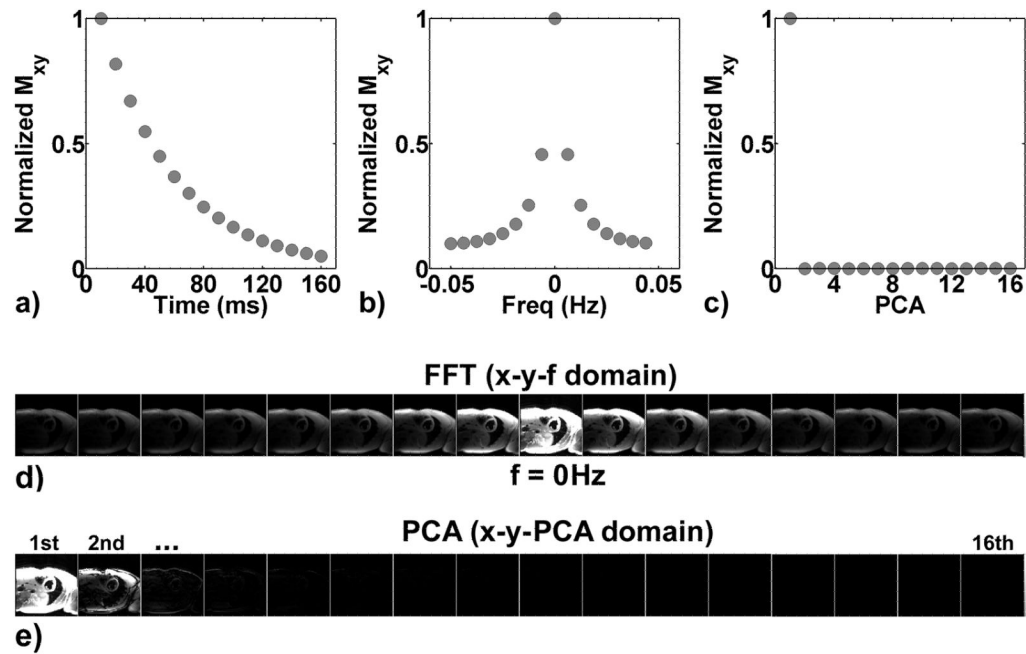 1
0.5
0
Normalized Mxy
0 40 80 120 160
Time (ms)
a)
1
0.5
0
Normalized Mxy
-0.05 0 0.05
Freq (Hz)
b)
1
0.5
0
Normalized Mxy
0 4 8 12 16
PCA
c)
FFT (x-y-f domain)
d)
f = 0Hz
PCA (x-y-PCA domain)
1st 2nd ... 16th
e)